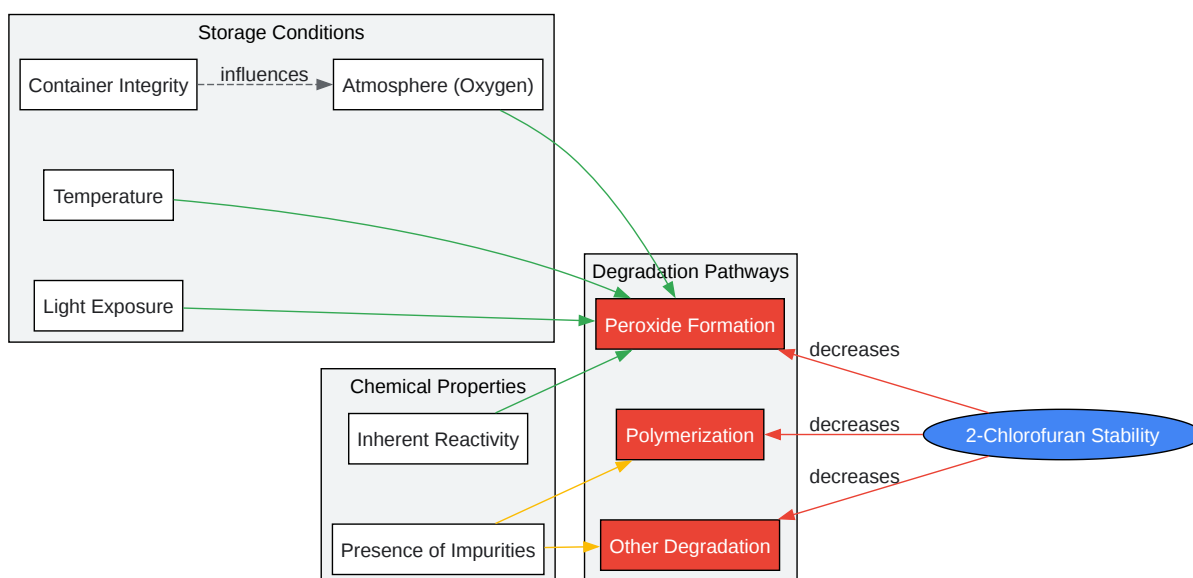 Storage Conditions
Container Integrity
influences
Atmosphere (Oxygen)
Temperature
Light Exposure
Degradation Pathways
Peroxide Formation
decreases
Chemical Properties
Inherent Reactivity
Polymerization
decreases
2-Chlorofuran Stability
decreases
Presence of Impurities
Other Degradation